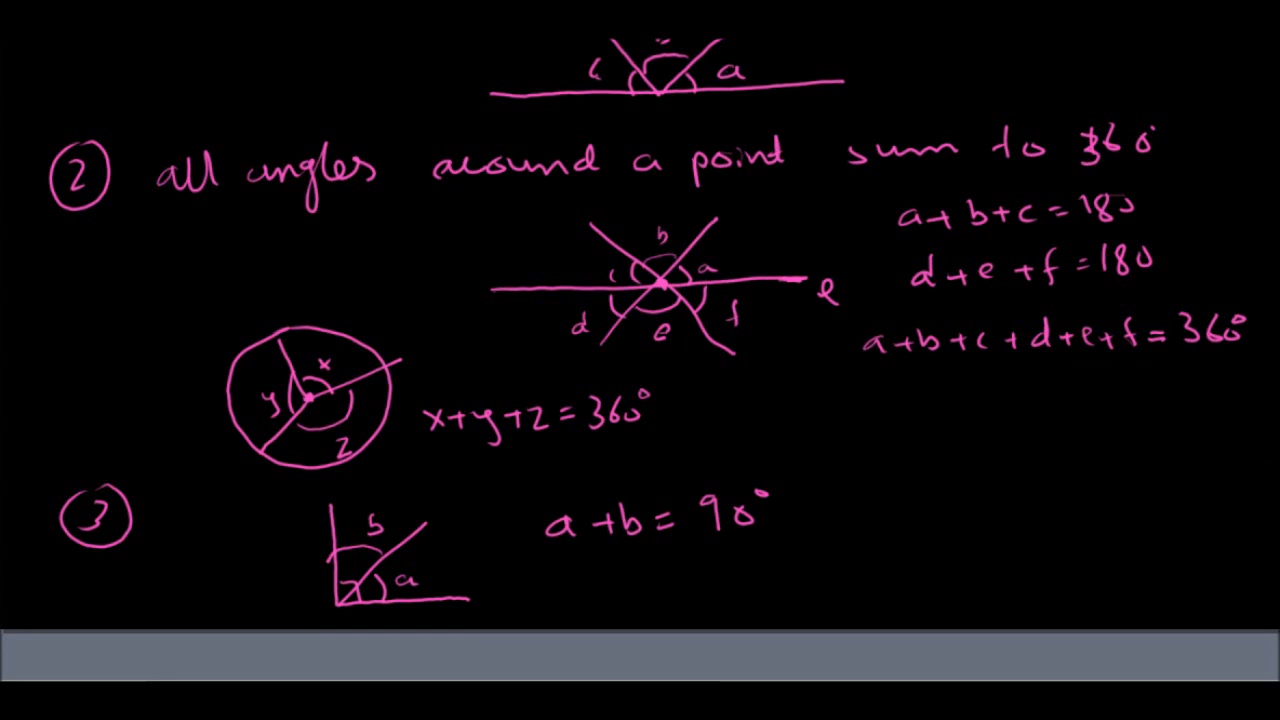 c a
② all angles around a point sum to 360°
a + b + c = 180
b
c a
d + e + f = 180
l
d e f
a + b + c + d + e + f = 360°
x
y
z
x + y + z = 360°
③
a + b = 90°
b
a